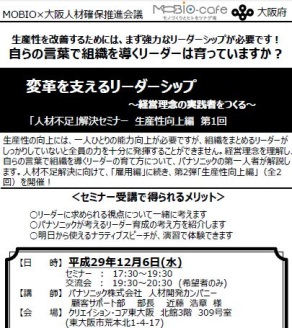 MOBIO×大阪人材確保推進会議
MOBIO-cafe
モノづくりのヒト・モノ・コト場
大阪府
生産性を改善するためには、まず強力なリーダーシップが必要です！
自らの言葉で組織を導くリーダーは育っていますか？
変革を支えるリーダーシップ
～経営理念の実践者をつくる～
「人材不足」解決セミナー 生産性向上編 第1回
生産性の向上には、一人ひとりの能力向上が必要ですが、組織をまとめるリーダーが
しっかりしていないと全員の力を十分に発揮することができません。経営理念を理解し
自らの言葉で組織を導くリーダーの育て方について、パナソニックの第一人者が解説し
ます。人材不足解決に向けて、「雇用編」に続き、第2弾「生産性向上編」（全2
回）を開催！
＜セミナー受講で得られるメリット＞
○リーダーに求められる視点について一緒に考えます
○パナソニックが考えるリーダー育成の考え方を紹介します
○明日から使えるナラティブスピーチが、演習で体験できます
【日 時】平成29年12月6日(水)
セミナー ： 17:30～19:30
交流会 ： 19:30～20:30 (希望者のみ)
【講 師】パナソニック株式会社 人材開発カンパニー
顧客サポート部 部長 近藤 浩章 様
【会 場】クリエイション・コア東大阪 北館3階 309号室
(東大阪市荒本北1-4-17)